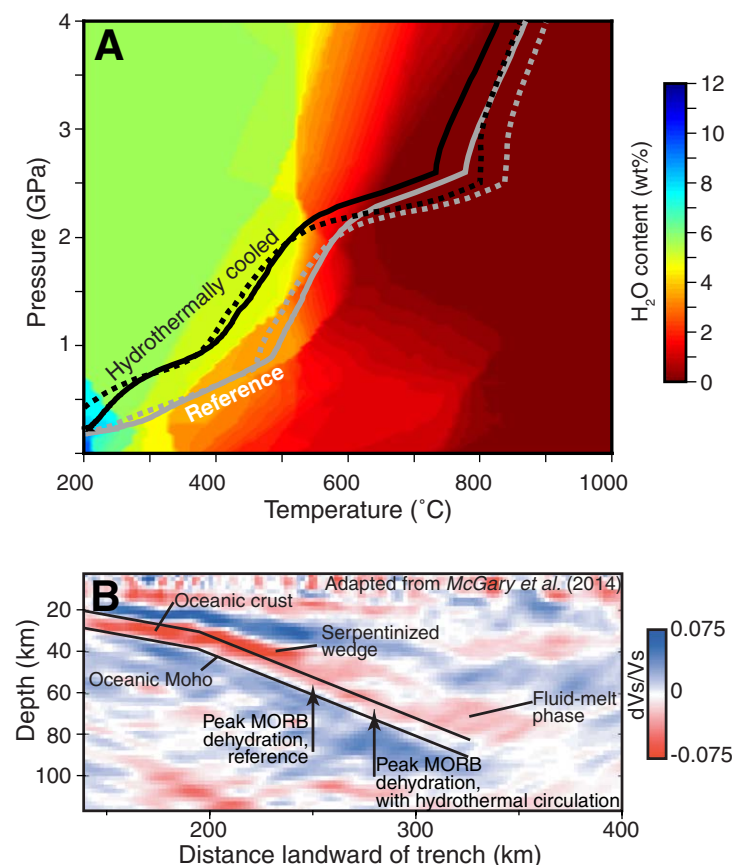 A
4
3
2
1
Pressure (GPa)
Hydrothermally cooled
Reference
200
400
600
800
1000
Temperature (˚C)
12
10
8
6
4
2
0
H2O content (wt%)
B
Adapted from McGary et al. (2014)
Oceanic crust
Serpentinized
wedge
Oceanic Moho
Fluid-melt
phase
Peak MORB
dehydration,
reference
Peak MORB
dehydration,
with hydrothermal circulation
20
40
60
80
100
Depth (km)
200
300
400
Distance landward of trench (km)
0.075
0
-0.075
dVs/Vs